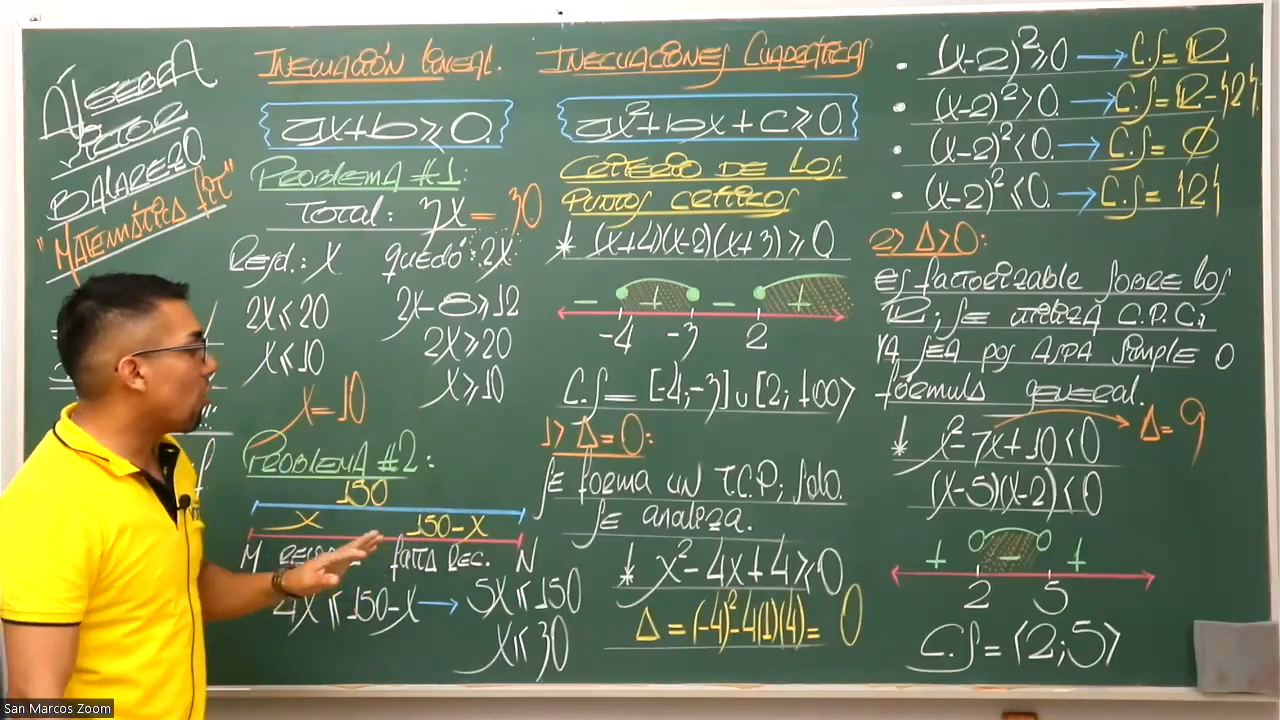 ÁLGEBRA
VÍCTOR
BALAREZO.
"MATEMÁTICA FIT"
INECUACIÓN LINEAL.
ax+b≥0.
PROBLEMA #1:
TOTAL: 3x=30
Resd.: x quedó: 2x
2x≤20 2x-8≥12
x≤10 2x≥20
x≥10
x=10
PROBLEMA #2:
150
x 150-x
M falta rec. N
4x≤150-x→5x≤150
x≤30
INECUACIONES CUADRÁTICAS
ax²+bx+c≥0.
CRITERIO DE LOS
PUNTOS CRÍTICOS
* (x+4)(x-2)(x+3)≥0
- + - +
-4 -3 2
C.S=[-4;-3]∪[2;+∞⟩
1> Δ=0:
SE FORMA UN T.C.P; Solo
SE ANALIZA.
* x²-4x+4≥0
Δ=(-4)²-4(1)(4)=0
• (x-2)²≥0→C.S=ℝ
• (x-2)²>0.→C.S=ℝ-{2}
• (x-2)²<0.→C.S=∅
• (x-2)²≤0.→C.S={2}
2> Δ>0:
ES factorizable sobre los
ℝ; SE UTILIZA C.P.C;
YA SEA POR ASPA SIMPLE O
fórmula general.
* x²-7x+10<0 → Δ=9
(x-5)(x-2)<0
+ - +
2 5
C.S=⟨2;5⟩
San Marcos Zoom